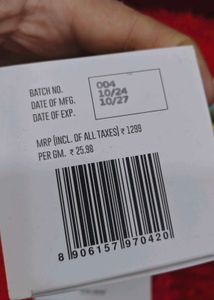 BATCH NO. 004
DATE OF MFG. 10/24
DATE OF EXP. 10/27
MRP (INCL. OF ALL TAXES) ₹ 1299
PER GM. ₹ 25.98
8 906157 970420